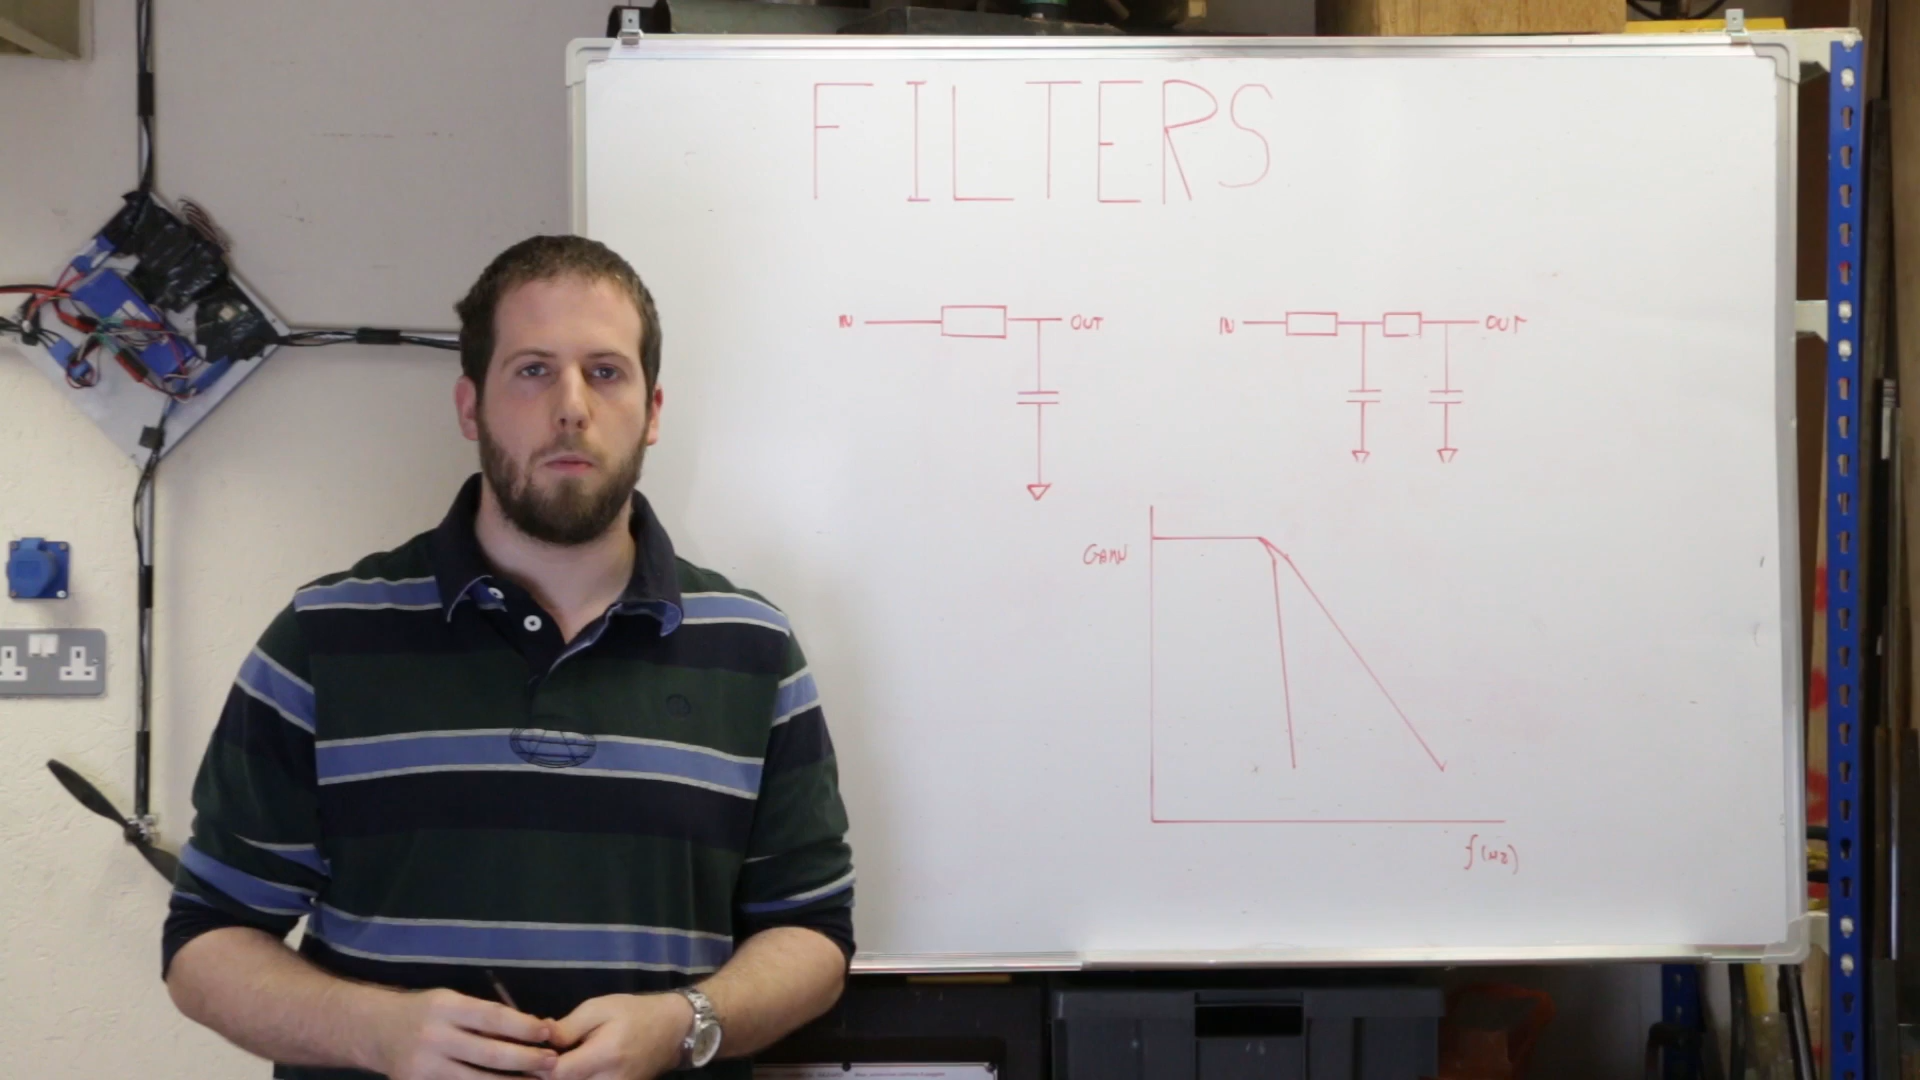 FILTERS
IN OUT
IN OUT
GAIN
f(Hz)